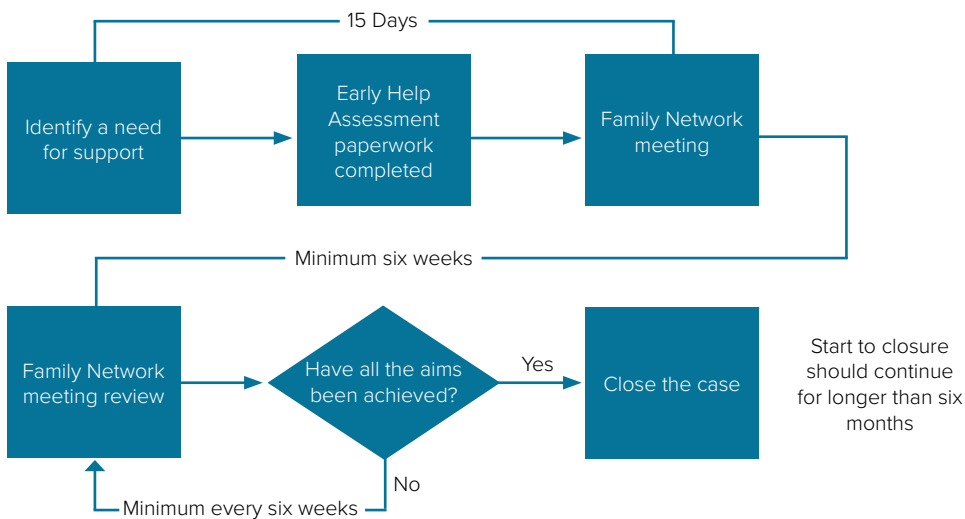 15 Days
Identify a need
for support
Early Help
Assessment
paperwork
completed
Family Network
meeting
Minimum six weeks
Family Network
meeting review
Have all the aims
been achieved?
Yes
Close the case
Start to closure
should continue
for longer than six
months
No
Minimum every six weeks